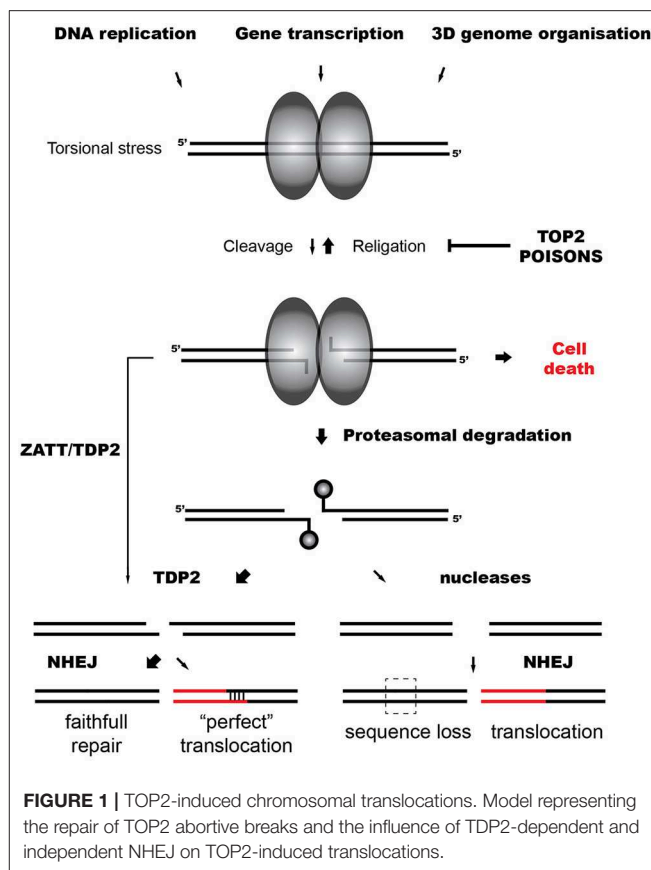 DNA replication Gene transcription 3D genome organisation
Torsional stress 5' 5'
Cleavage Religation TOP2 POISONS
5' 5' Cell death
ZATT/TDP2 Proteasomal degradation
5' 5'
TDP2 nucleases
NHEJ NHEJ
faithfull repair "perfect" translocation sequence loss translocation
FIGURE 1 | TOP2-induced chromosomal translocations. Model representing
the repair of TOP2 abortive breaks and the influence of TDP2-dependent and
independent NHEJ on TOP2-induced translocations.